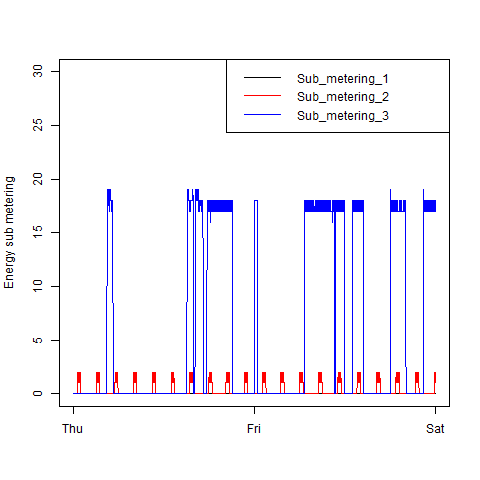 Energy sub metering
30
25
20
15
10
5
0
Sub_metering_1
Sub_metering_2
Sub_metering_3
Thu Fri Sat